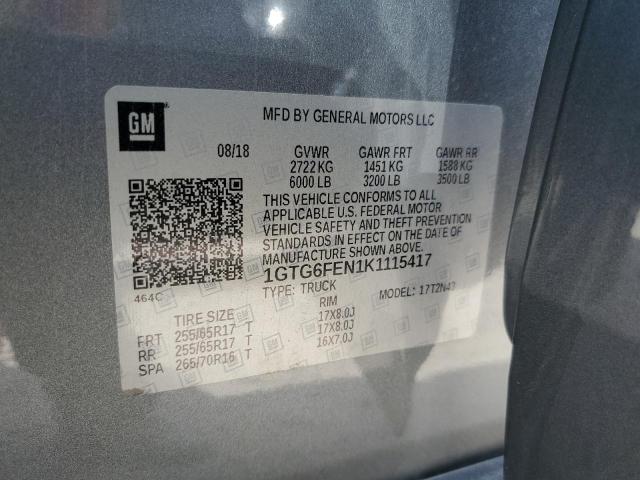 GM
MFD BY GENERAL MOTORS LLC
08/18 GVWR GAWR FRT GAWR RR
2722 KG 1451 KG 1588 KG
6000 LB 3200 LB 3500 LB
THIS VEHICLE CONFORMS TO ALL
APPLICABLE U.S. FEDERAL MOTOR
VEHICLE SAFETY AND THEFT PREVENTION
STANDARDS IN EFFECT ON THE DATE OF
MANUFACTURE SHOWN ABOVE.
1GTG6FEN1K1115417
464C TYPE: TRUCK MODEL: 17T2N43
TIRE SIZE RIM
FRT 255/65R17 T 17X8.0J
RR 255/65R17 T 17X8.0J
SPA 265/70R16 T 16X7.0J